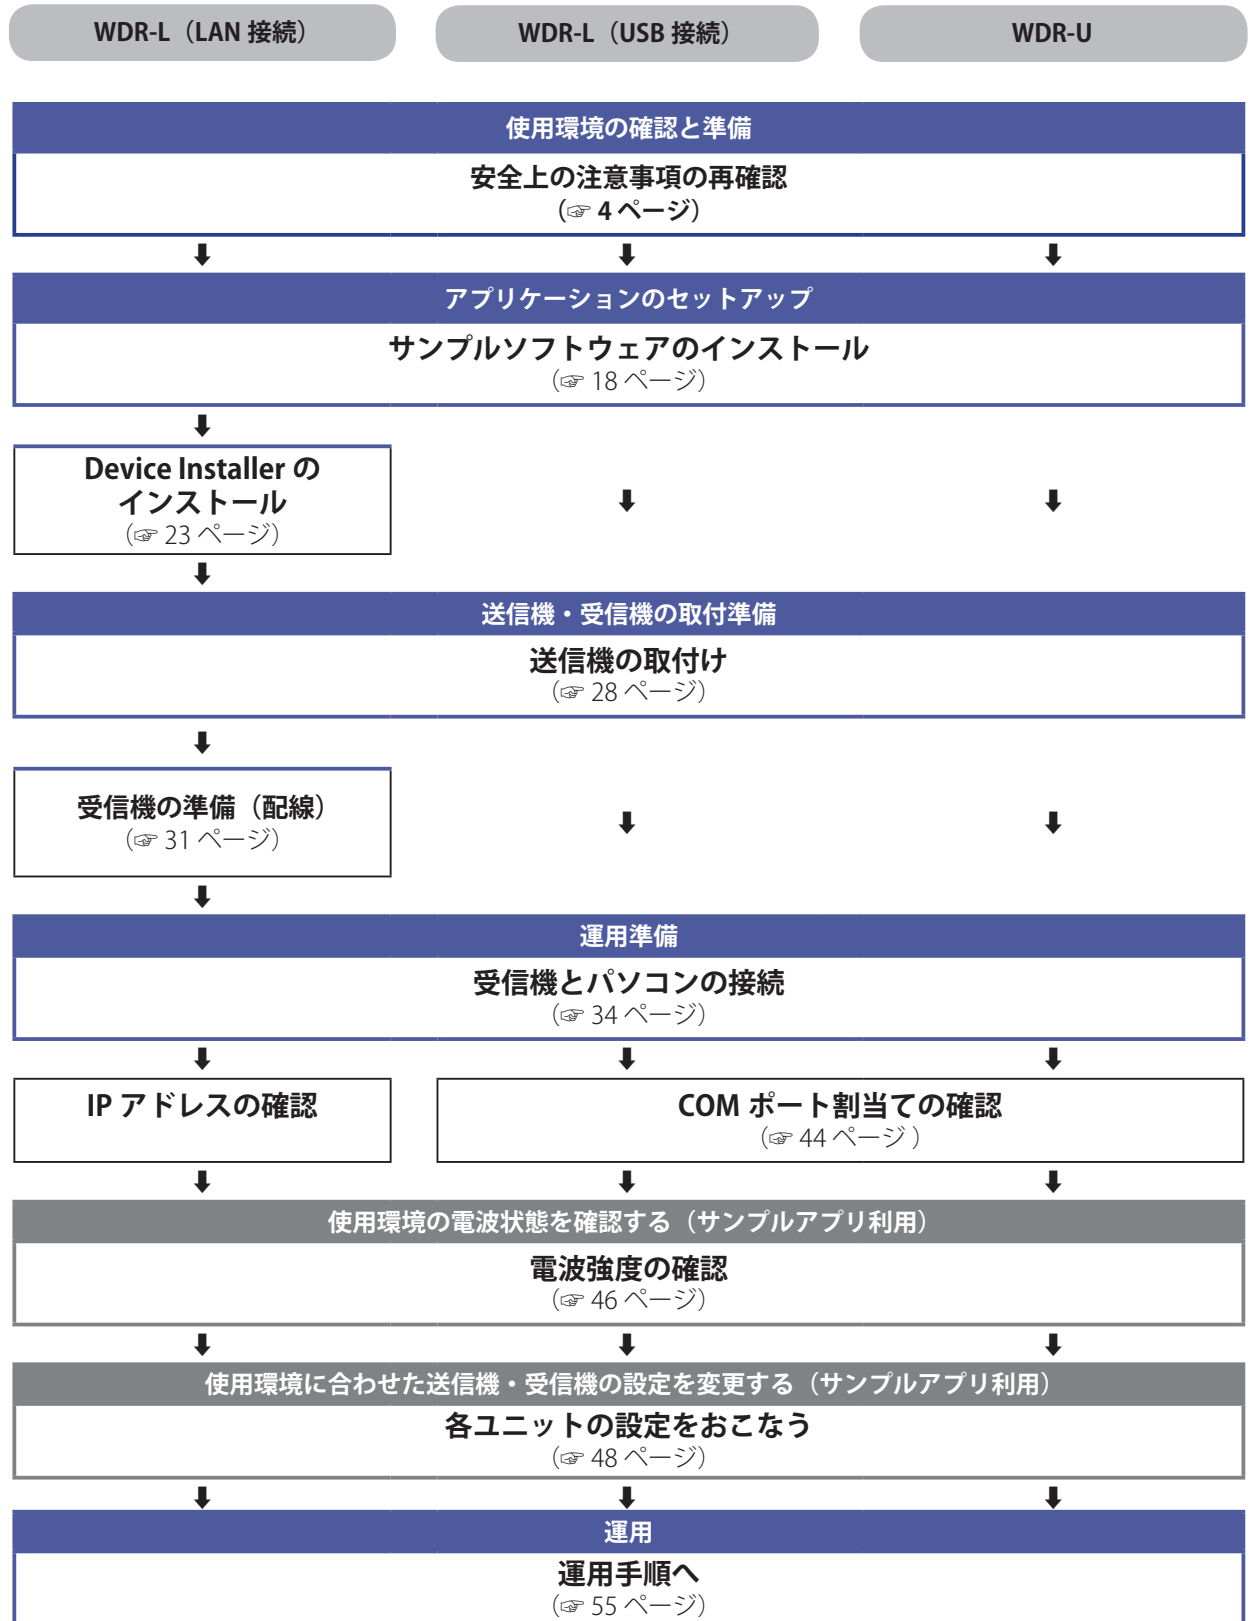 WDR-L（LAN 接続）
WDR-L（USB 接続）
WDR-U
使用環境の確認と準備
安全上の注意事項の再確認
（☞ 4 ページ）
アプリケーションのセットアップ
サンプルソフトウェアのインストール
（☞ 18 ページ）
Device Installer の
インストール
（☞ 23 ページ）
送信機・受信機の取付準備
送信機の取付け
（☞ 28 ページ）
受信機の準備（配線）
（☞ 31 ページ）
運用準備
受信機とパソコンの接続
（☞ 34 ページ）
IP アドレスの確認
COM ポート割当ての確認
（☞ 44 ページ ）
使用環境の電波状態を確認する（サンプルアプリ利用）
電波強度の確認
（☞ 46 ページ）
使用環境に合わせた送信機・受信機の設定を変更する（サンプルアプリ利用）
各ユニットの設定をおこなう
（☞ 48 ページ）
運用
運用手順へ
（☞ 55 ページ）